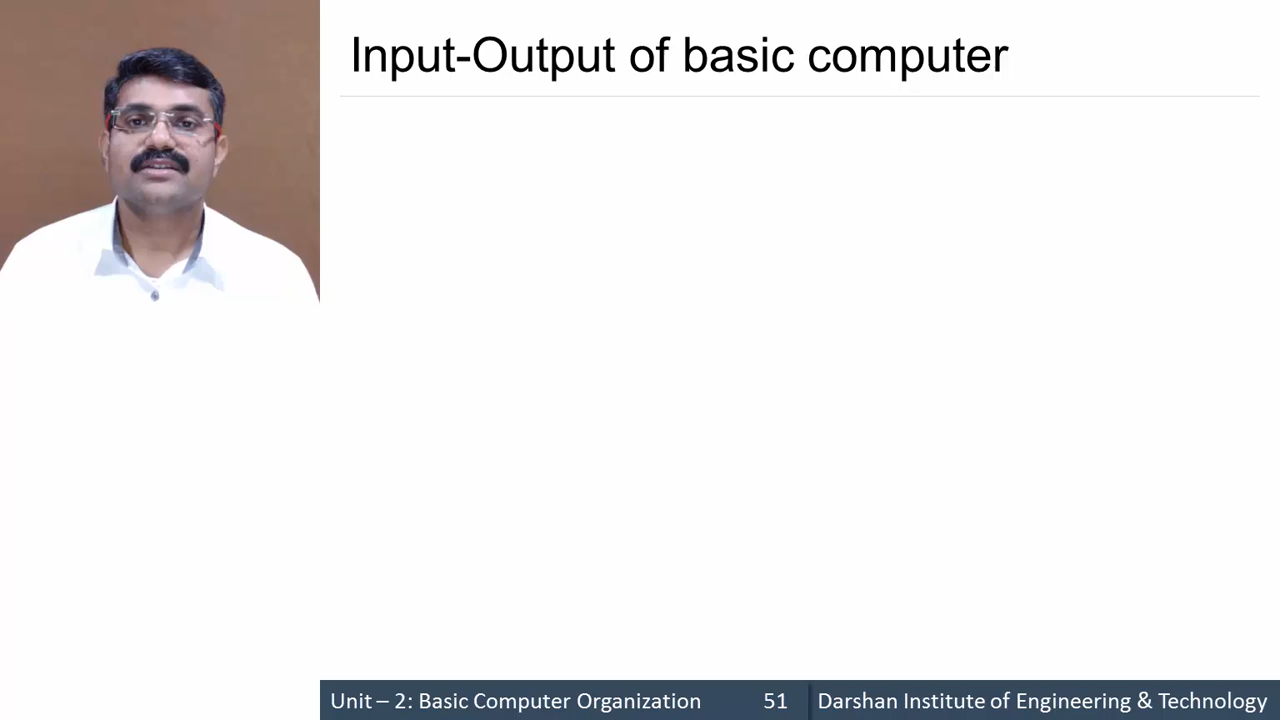 Input-Output of basic computer
Unit – 2: Basic Computer Organization 51 Darshan Institute of Engineering & Technology